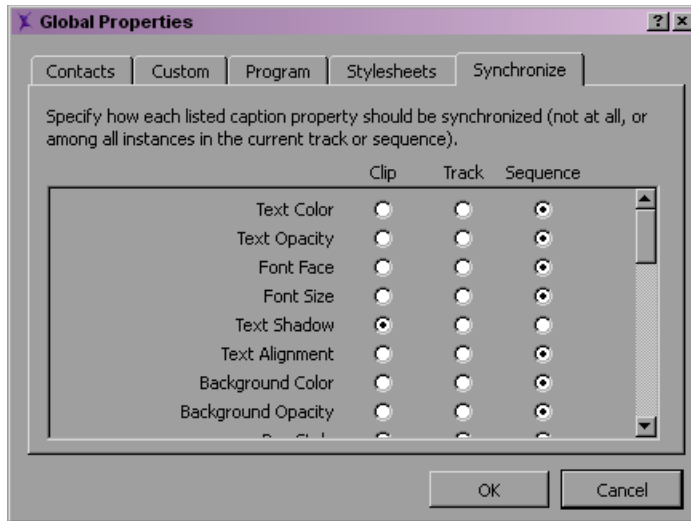 Global Properties
Contacts Custom Program Stylesheets Synchronize
Specify how each listed caption property should be synchronized (not at all, or
among all instances in the current track or sequence).
Clip Track Sequence
Text Color
Text Opacity
Font Face
Font Size
Text Shadow
Text Alignment
Background Color
Background Opacity
OK Cancel